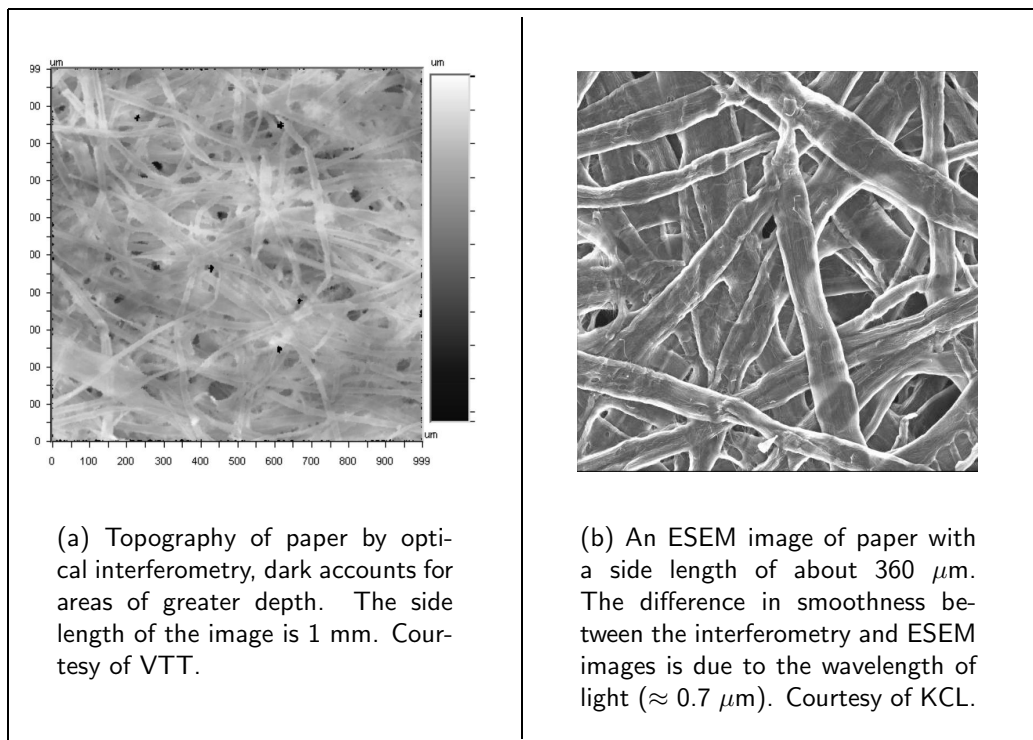 um
um
99
00
00
00
00
00
00
00
00
00
0
um
0 100 200 300 400 500 600 700 800 900 999
(a) Topography of paper by opti-
cal interferometry, dark accounts for
areas of greater depth. The side
length of the image is 1 mm. Cour-
tesy of VTT.
(b) An ESEM image of paper with
a side length of about 360 μm.
The difference in smoothness be-
tween the interferometry and ESEM
images is due to the wavelength of
light (≈ 0.7 μm). Courtesy of KCL.